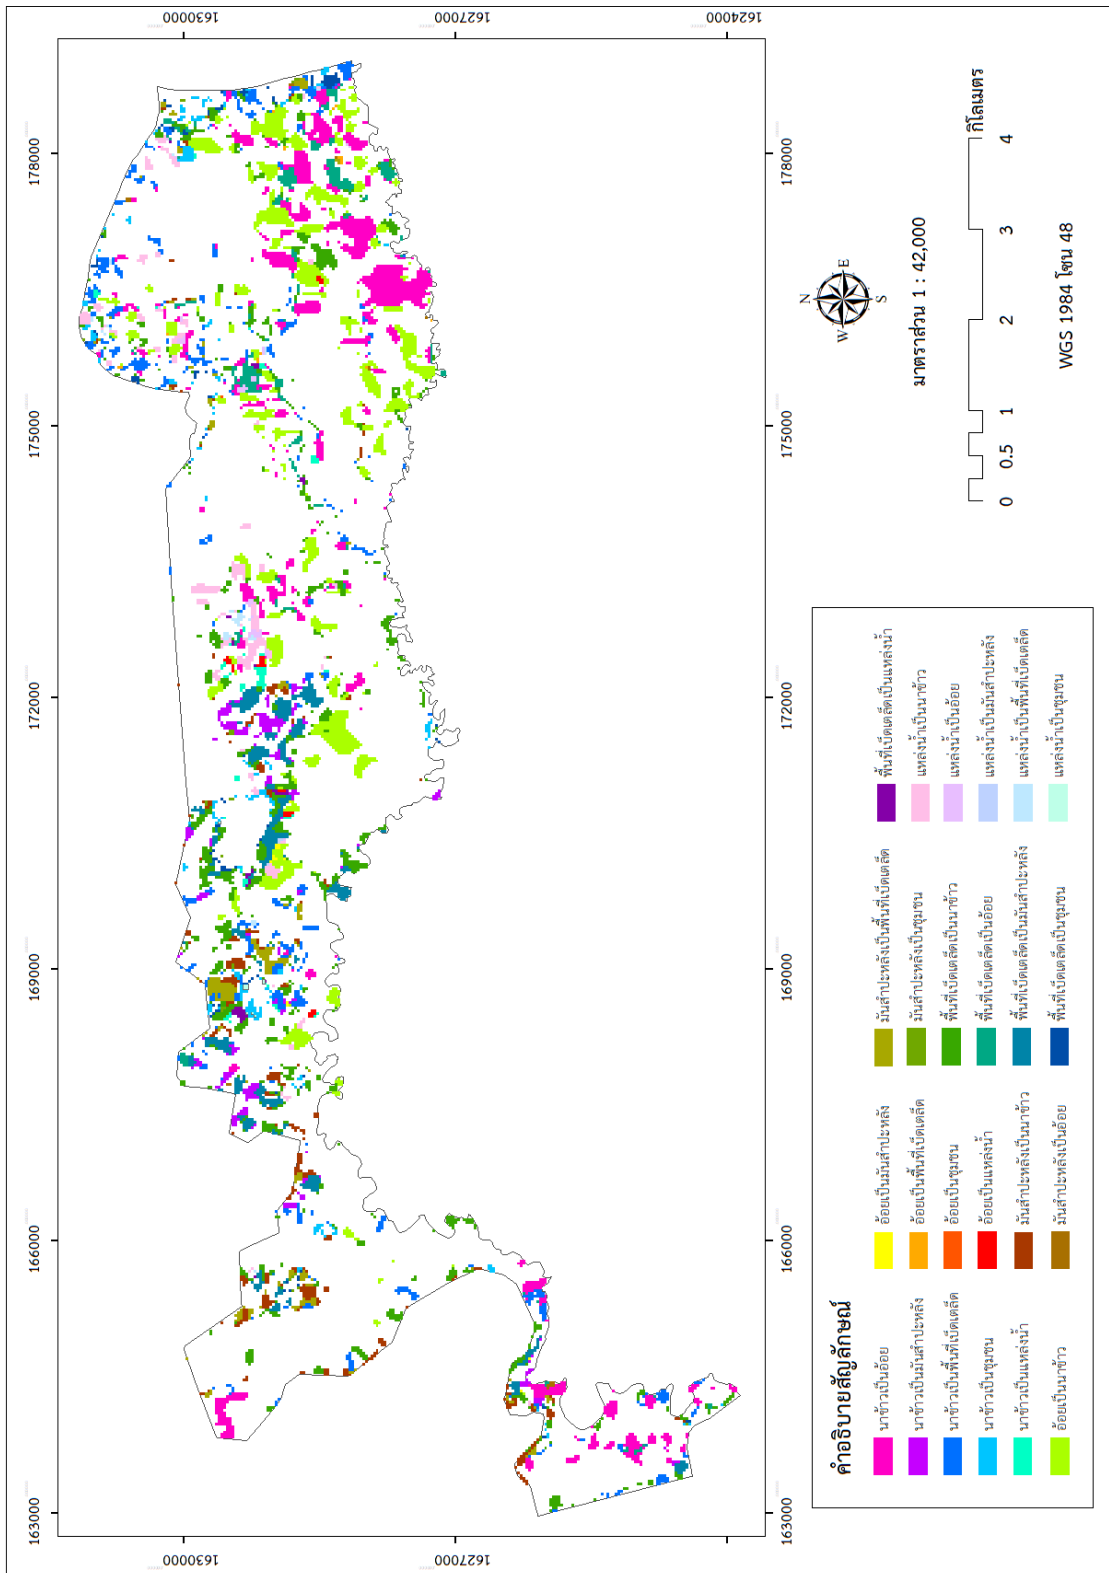 163000
166000
169000
172000
175000
178000
1630000
1627000
1624000
1630000
1627000
163000
166000
169000
172000
175000
178000
N
W
E
S
มาตราส่วน 1 : 42,000
0
0.5
1
2
3
4
กิโลเมตร
WGS 1984 โซน 48
คำอธิบายสัญลักษณ์
นาข้าวเป็นอ้อย
นาข้าวเป็นมันสำปะหลัง
นาข้าวเป็นพื้นที่เบ็ดเตล็ด
นาข้าวเป็นชุมชน
นาข้าวเป็นแหล่งน้ำ
อ้อยเป็นนาข้าว
อ้อยเป็นมันสำปะหลัง
อ้อยเป็นพื้นที่เบ็ดเตล็ด
อ้อยเป็นชุมชน
อ้อยเป็นแหล่งน้ำ
มันสำปะหลังเป็นนาข้าว
มันสำปะหลังเป็นอ้อย
มันสำปะหลังเป็นพื้นที่เบ็ดเตล็ด
มันสำปะหลังเป็นชุมชน
พื้นที่เบ็ดเตล็ดเป็นนาข้าว
พื้นที่เบ็ดเตล็ดเป็นอ้อย
พื้นที่เบ็ดเตล็ดเป็นมันสำปะหลัง
พื้นที่เบ็ดเตล็ดเป็นชุมชน
พื้นที่เบ็ดเตล็ดเป็นแหล่งน้ำ
แหล่งน้ำเป็นนาข้าว
แหล่งน้ำเป็นอ้อย
แหล่งน้ำเป็นมันสำปะหลัง
แหล่งน้ำเป็นพื้นที่เบ็ดเตล็ด
แหล่งน้ำเป็นชุมชน